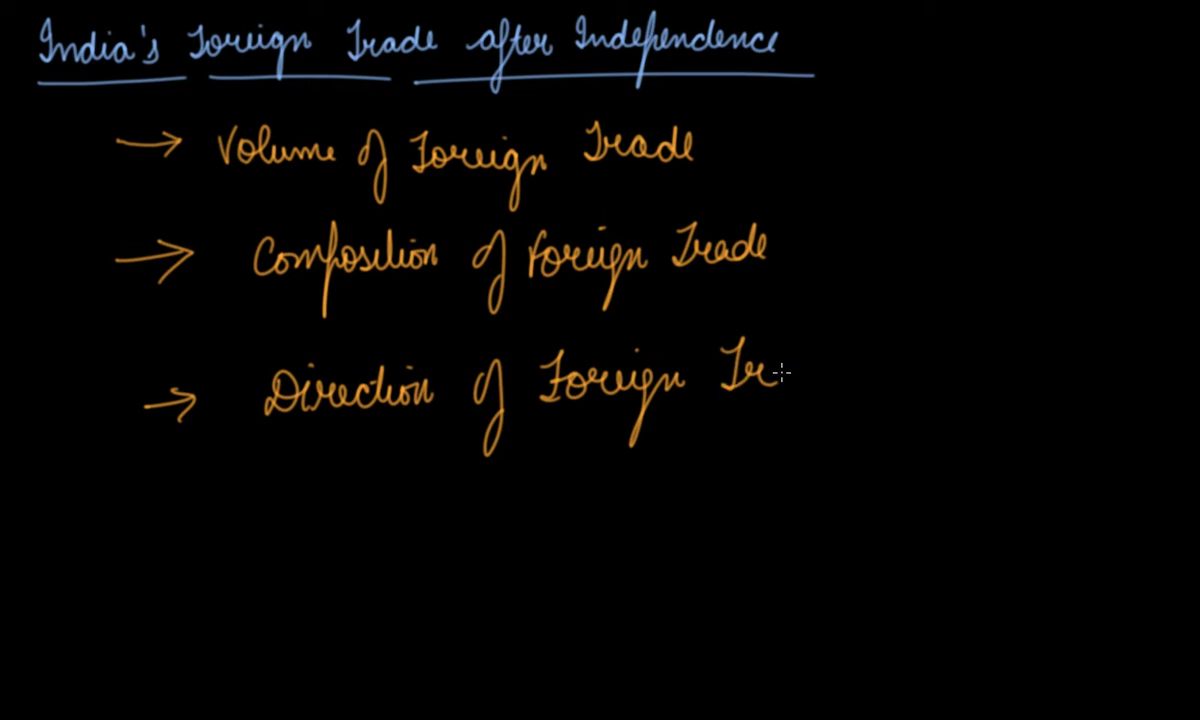 India's Foreign Trade after Independence
→ Volume of Foreign Trade
→ Composition of Foreign Trade
→ Direction of Foreign Tr